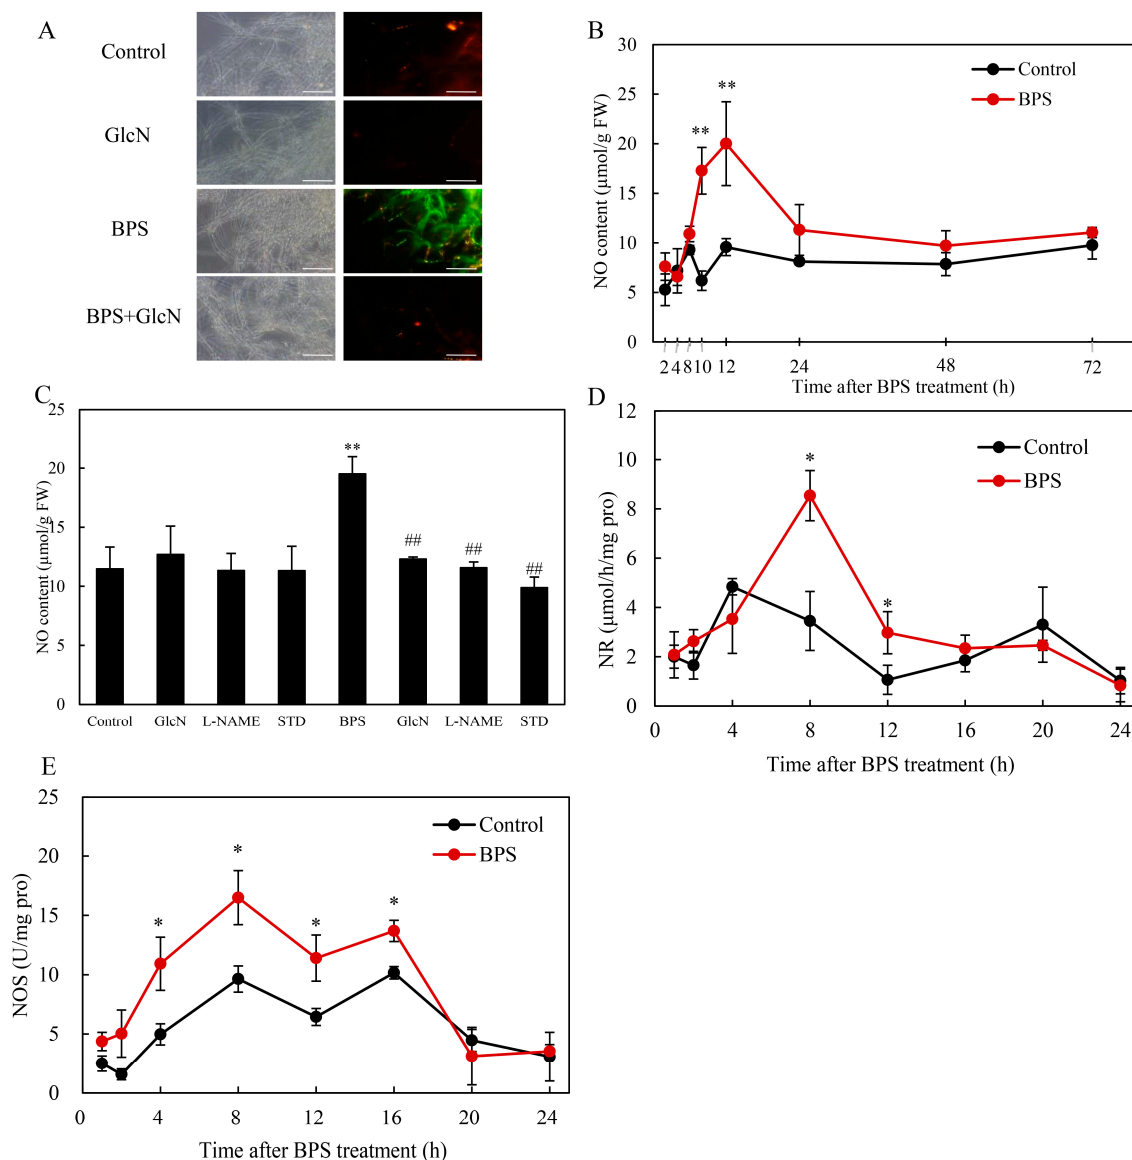 A
Control
GlcN
BPS
BPS+GlcN
B
NO content (μmol/g FW)
30
25
20
15
10
5
0
**
**
Control
BPS
2 4 8 10 12 24 48 72
Time after BPS treatment (h)
C
NO content (μmol/g FW)
25
20
15
10
5
0
**
##
##
##
Control GlcN L-NAME STD BPS GlcN L-NAME STD
D
NR (μmol/h/mg pro)
12
10
8
6
4
2
0
*
*
Control
BPS
0 4 8 12 16 20 24
Time after BPS treatment (h)
E
NOS (U/mg pro)
25
20
15
10
5
0
*
*
*
*
Control
BPS
0 4 8 12 16 20 24
Time after BPS treatment (h)